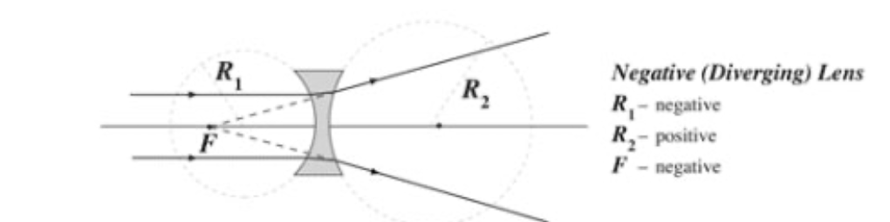 R1
R2
F
Negative (Diverging) Lens
R1 – negative
R2 – positive
F – negative